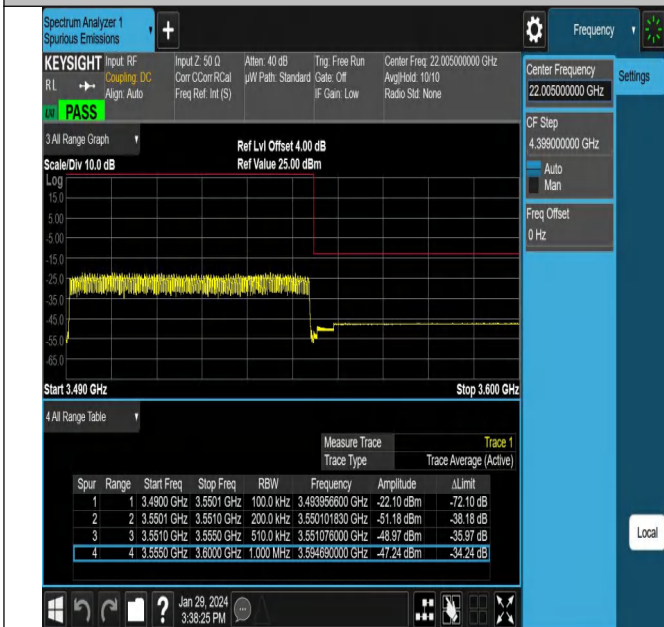 Spectrum Analyzer 1
Spurious Emissions
+
Frequency
KEYSIGHT Input: RF Input Z: 50 Ω Atten: 40 dB Trig: Free Run Center Freq: 22.005000000 GHz
RL Coupling: DC Corr CCorr RCal µW Path: Standard Gate: Off Avg|Hold: 10/10
Align: Auto Freq Ref: Int (S) IF Gain: Low Radio Std: None
PASS
Center Frequency
22.005000000 GHz
Settings
CF Step
4.399000000 GHz
Auto
Man
Freq Offset
0 Hz
3 All Range Graph
Ref Lvl Offset 4.00 dB
Scale/Div 10.0 dB Ref Value 25.00 dBm
Log
15.0
5.00
-5.00
-15.0
-25.0
-35.0
-45.0
-55.0
-65.0
Start 3.490 GHz Stop 3.600 GHz
4 All Range Table
Measure Trace Trace 1
Trace Type Trace Average (Active)
Spur Range Start Freq Stop Freq RBW Frequency Amplitude ΔLimit
1 1 3.4900 GHz 3.5501 GHz 100.0 kHz 3.493956600 GHz -22.10 dBm -72.10 dB
2 2 3.5501 GHz 3.5510 GHz 200.0 kHz 3.550101830 GHz -51.18 dBm -38.18 dB
3 3 3.5510 GHz 3.5550 GHz 510.0 kHz 3.551076000 GHz -48.97 dBm -35.97 dB
4 4 3.5550 GHz 3.6000 GHz 1.000 MHz 3.594690000 GHz -47.24 dBm -34.24 dB
Local
?
Jan 29, 2024
3:38:25 PM